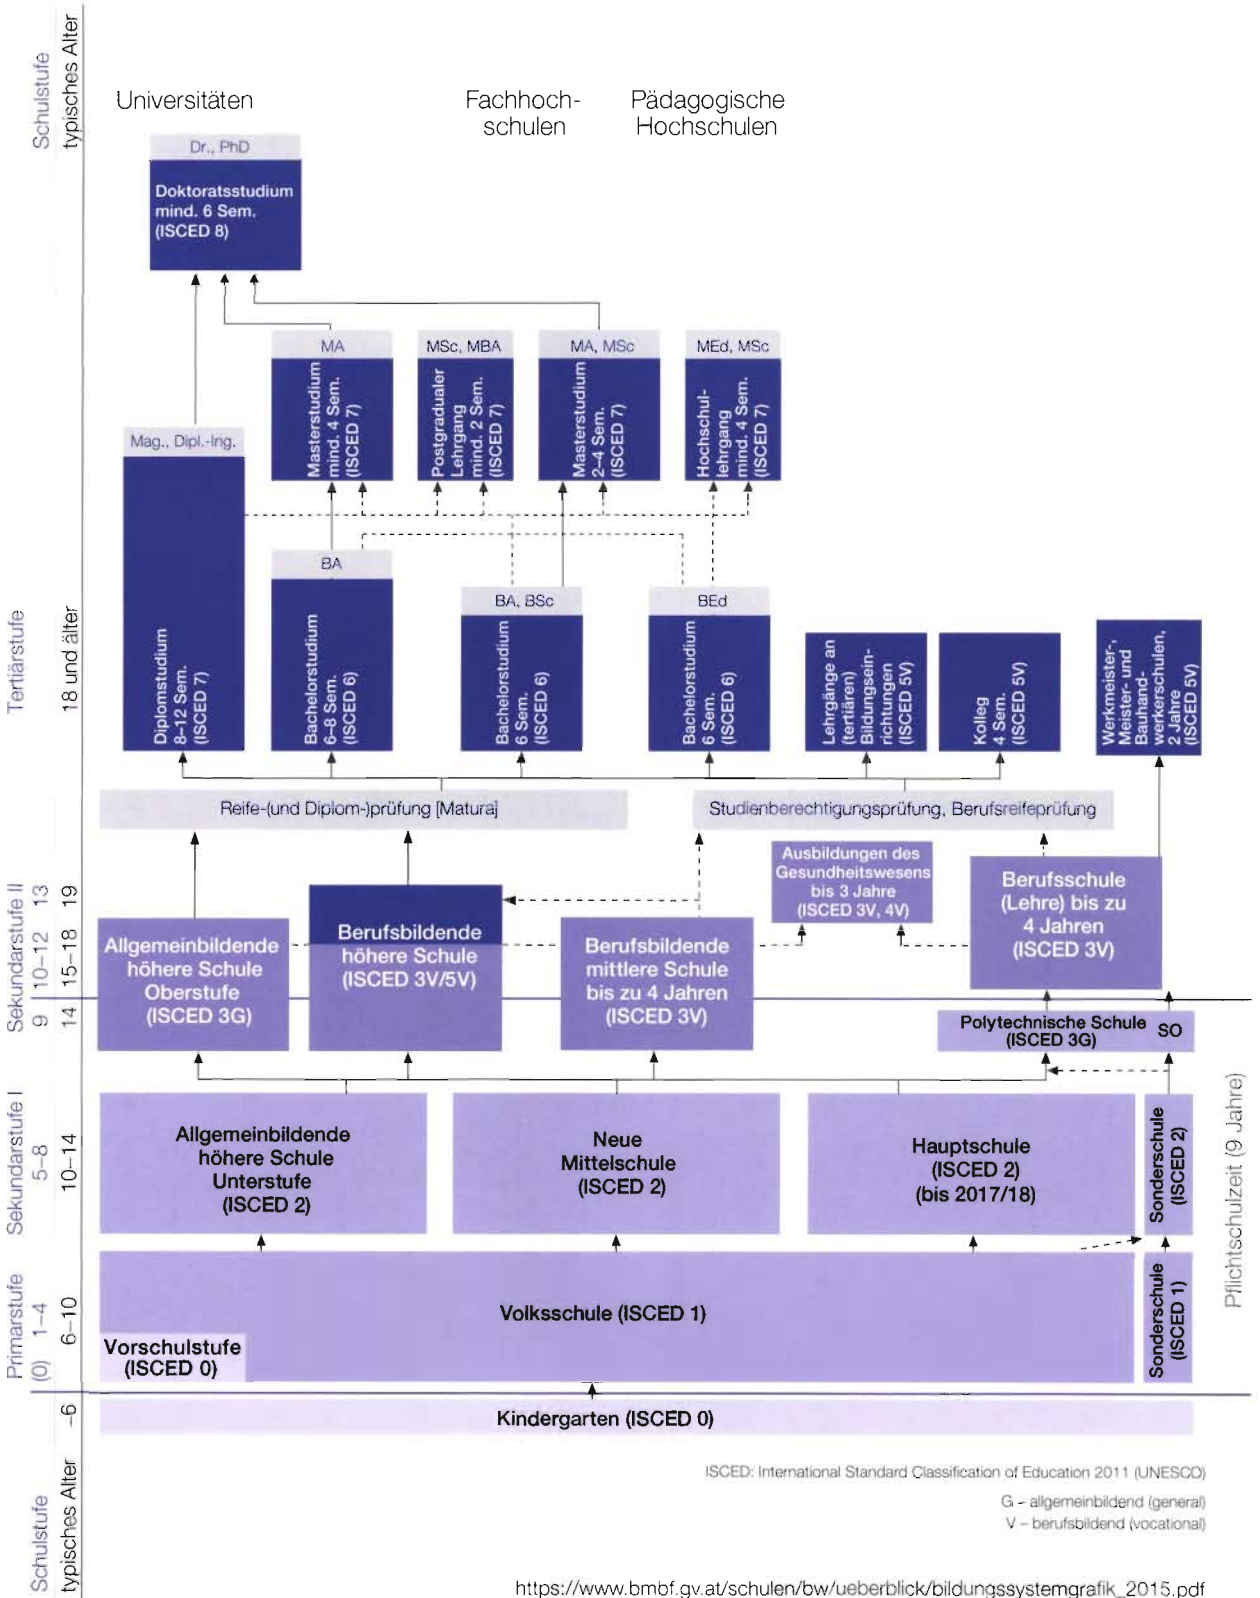 Schulstufe
typisches Alter
Universitäten
Fachhoch-
schulen
Pädagogische
Hochschulen
Dr., PhD
Doktoratsstudium
mind. 6 Sem.
(ISCED 8)
MA
Masterstudium
mind. 4 Sem.
(ISCED 7)
MSc, MBA
Postgradualer
Lehrgang
mind. 2 Sem.
(ISCED 7)
MA, MSc
Masterstudium
2–4 Sem.
(ISCED 7)
MEd, MSc
Hochschul-
lehrgang
mind. 4 Sem.
(ISCED 7)
Mag., Dipl.-Ing.
Diplomstudium
8–12 Sem.
(ISCED 7)
BA
Bachelorstudium
6–8 Sem.
(ISCED 6)
BA, BSc
Bachelorstudium
6 Sem.
(ISCED 6)
BEd
Bachelorstudium
6 Sem.
(ISCED 6)
Lehrgänge an
(tertiären)
Bildungsein-
richtungen
(ISCED 5V)
Kolleg
4 Sem.
(ISCED 5V)
Werkmeister-,
Meister- und
Bauhand-
werkerschulen,
2 Jahre
(ISCED 5V)
Tertiärstufe
18 und älter
Reife-(und Diplom-)prüfung [Matura]
Studienberechtigungsprüfung, Berufsreifeprüfung
Sekundarstufe II
9 10–12 13
14 15–18 19
Allgemeinbildende
höhere Schule
Oberstufe
(ISCED 3G)
Berufsbildende
höhere Schule
(ISCED 3V/5V)
Berufsbildende
mittlere Schule
bis zu 4 Jahren
(ISCED 3V)
Ausbildungen des
Gesundheitswesens
bis 3 Jahre
(ISCED 3V, 4V)
Berufsschule
(Lehre) bis zu
4 Jahren
(ISCED 3V)
Polytechnische Schule
(ISCED 3G)
SO
Sekundarstufe I
5–8
10–14
Allgemeinbildende
höhere Schule
Unterstufe
(ISCED 2)
Neue
Mittelschule
(ISCED 2)
Hauptschule
(ISCED 2)
(bis 2017/18)
Sonderschule
(ISCED 2)
Pflichtschulzeit (9 Jahre)
Primarstufe
(0) 1–4
6–10
Volksschule (ISCED 1)
Vorschulstufe
(ISCED 0)
Sonderschule
(ISCED 1)
–6
Kindergarten (ISCED 0)
Schulstufe
typisches Alter
ISCED: International Standard Classification of Education 2011 (UNESCO)
G – allgemeinbildend (general)
V – berufsbildend (vocational)
https://www.bmbf.gv.at/schulen/bw/ueberblick/bildungssystemgrafik_2015.pdf